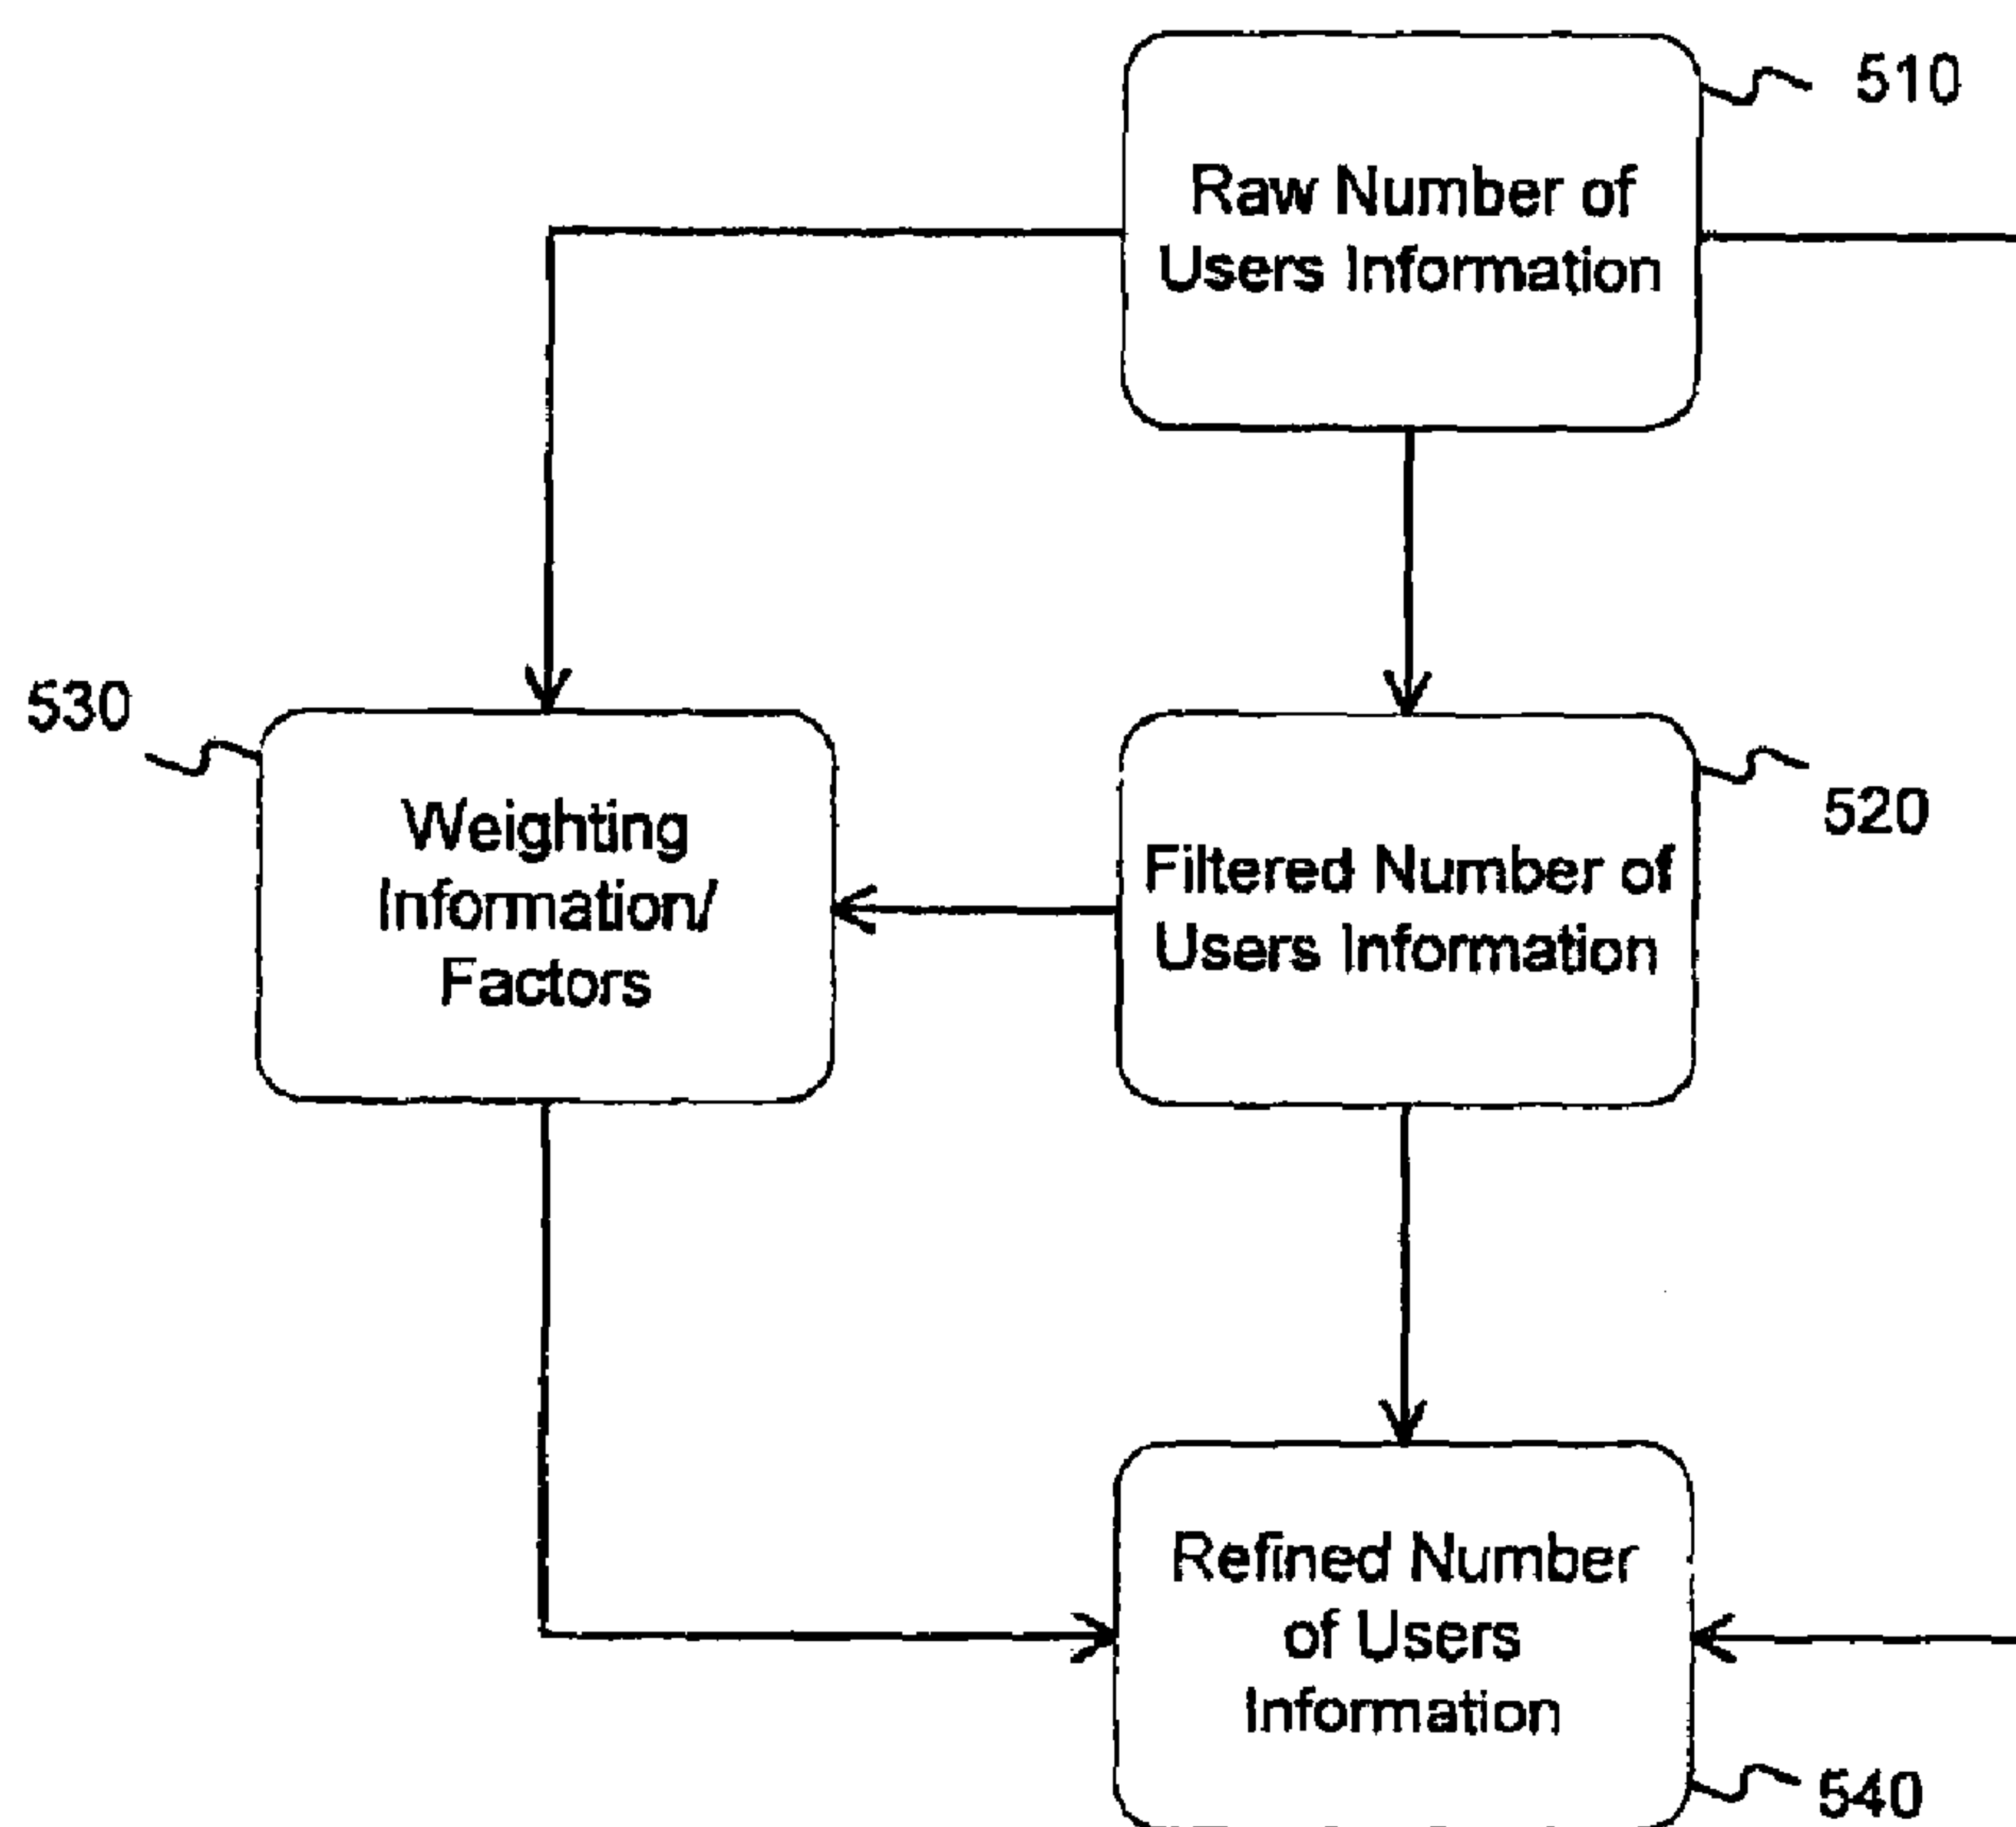 510
Raw Number of
Users Information
530
Weighting
Information/
Factors
520
Filtered Number of
Users Information
Refined Number
of Users
Information
540